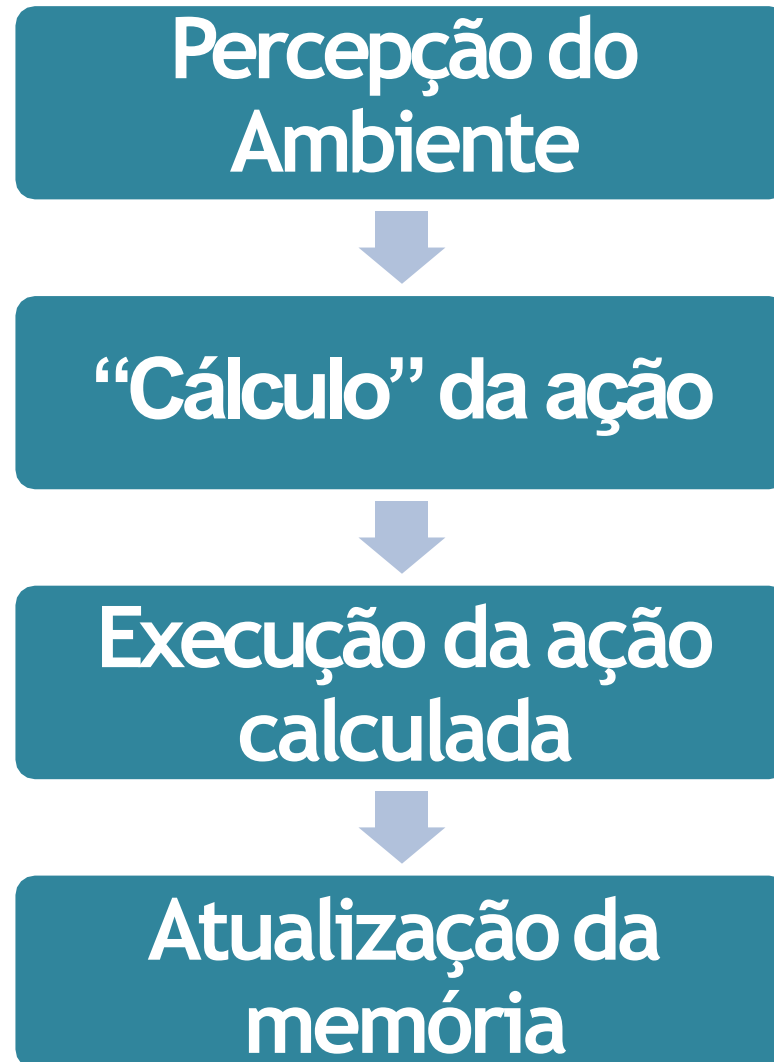 Percepção do
Ambiente
“Cálculo” da ação
Execução da ação
calculada
Atualização da
memória